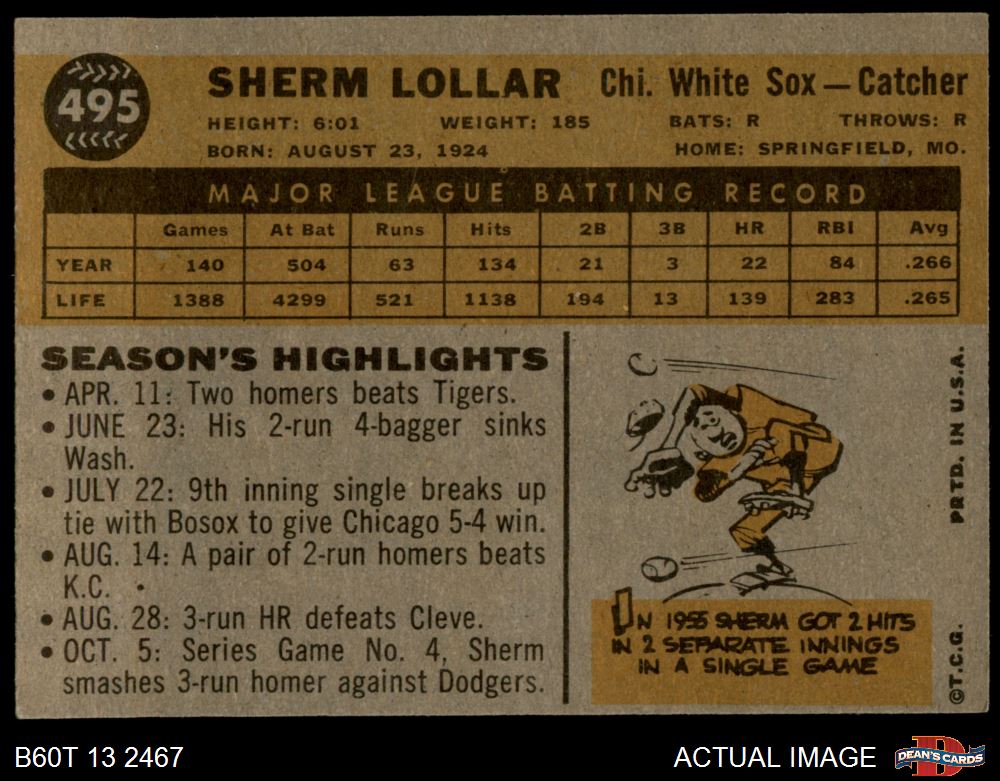 495
SHERM LOLLAR Chi. White Sox — Catcher
HEIGHT: 6:01 WEIGHT: 185 BATS: R THROWS: R
BORN: AUGUST 23, 1924 HOME: SPRINGFIELD, MO.
MAJOR LEAGUE BATTING RECORD
Games At Bat Runs Hits 2B 3B HR RBI Avg
YEAR 140 504 63 134 21 3 22 84 .266
LIFE 1388 4299 521 1138 194 13 139 283 .265
SEASON'S HIGHLIGHTS
• APR. 11: Two homers beats Tigers.
• JUNE 23: His 2-run 4-bagger sinks
Wash.
• JULY 22: 9th inning single breaks up
tie with Bosox to give Chicago 5-4 win.
• AUG. 14: A pair of 2-run homers beats
K.C.
• AUG. 28: 3-run HR defeats Cleve.
• OCT. 5: Series Game No. 4, Sherm
smashes 3-run homer against Dodgers.
IN 1955 SHERM GOT 2 HITS
IN 2 SEPARATE INNINGS
IN A SINGLE GAME
©T.C.G. PRTD. IN U.S.A.
B60T 13 2467 ACTUAL IMAGE D DEAN'S CARDS